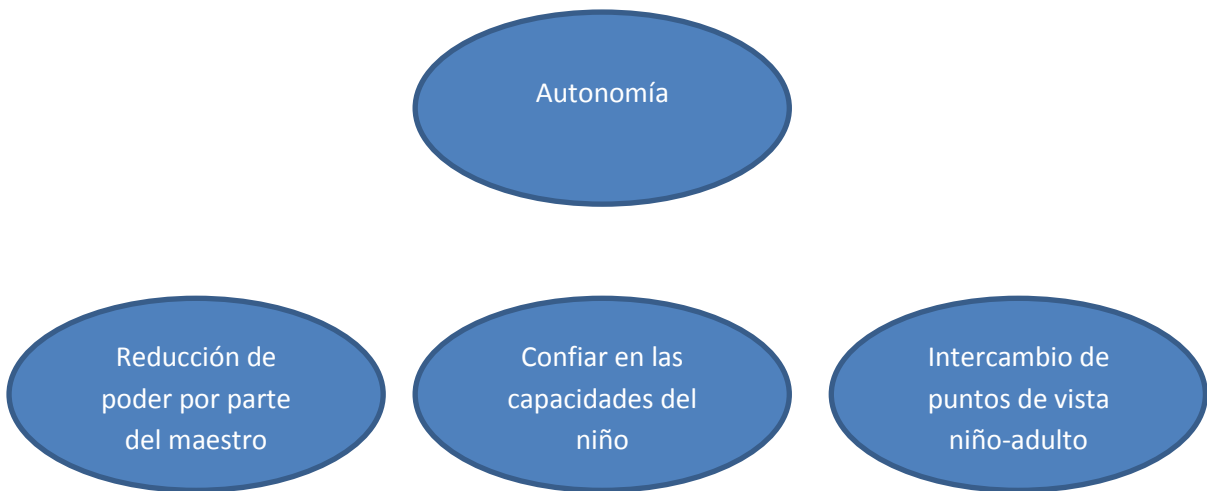 Autonomía
Reducción de
poder por parte
del maestro
Confiar en las
capacidades del
niño
Intercambio de
puntos de vista
niño-adulto